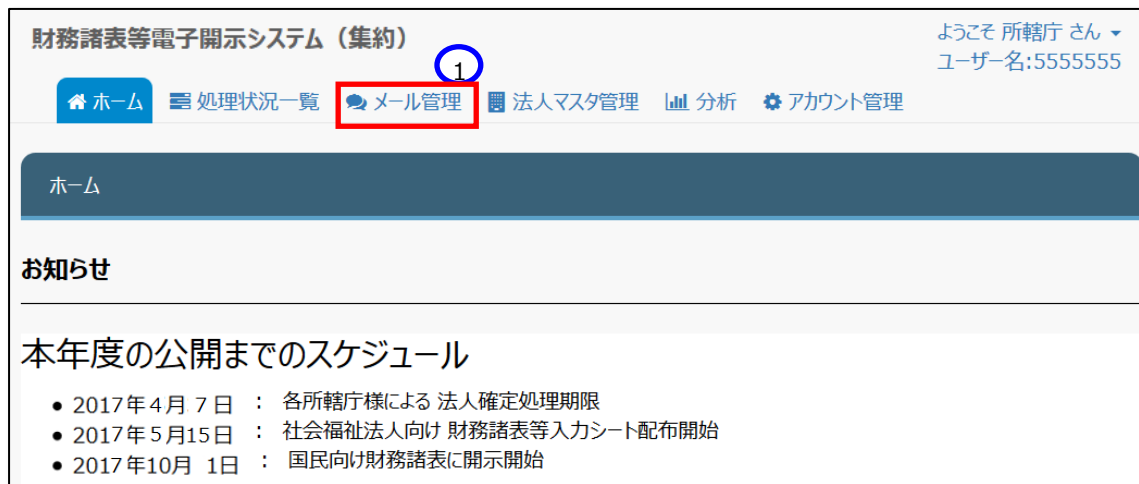 財務諸表等電子開示システム（集約）
ようこそ 所轄庁 さん
ユーザー名:5555555
1
ホーム 処理状況一覧 メール管理 法人マスタ管理 分析 アカウント管理
ホーム
お知らせ
本年度の公開までのスケジュール
• 2017年4月 7日 ： 各所轄庁様による 法人確定処理期限
• 2017年5月15日 ： 社会福祉法人向け 財務諸表等入力シート配布開始
• 2017年10月 1日 ： 国民向け財務諸表に開示開始